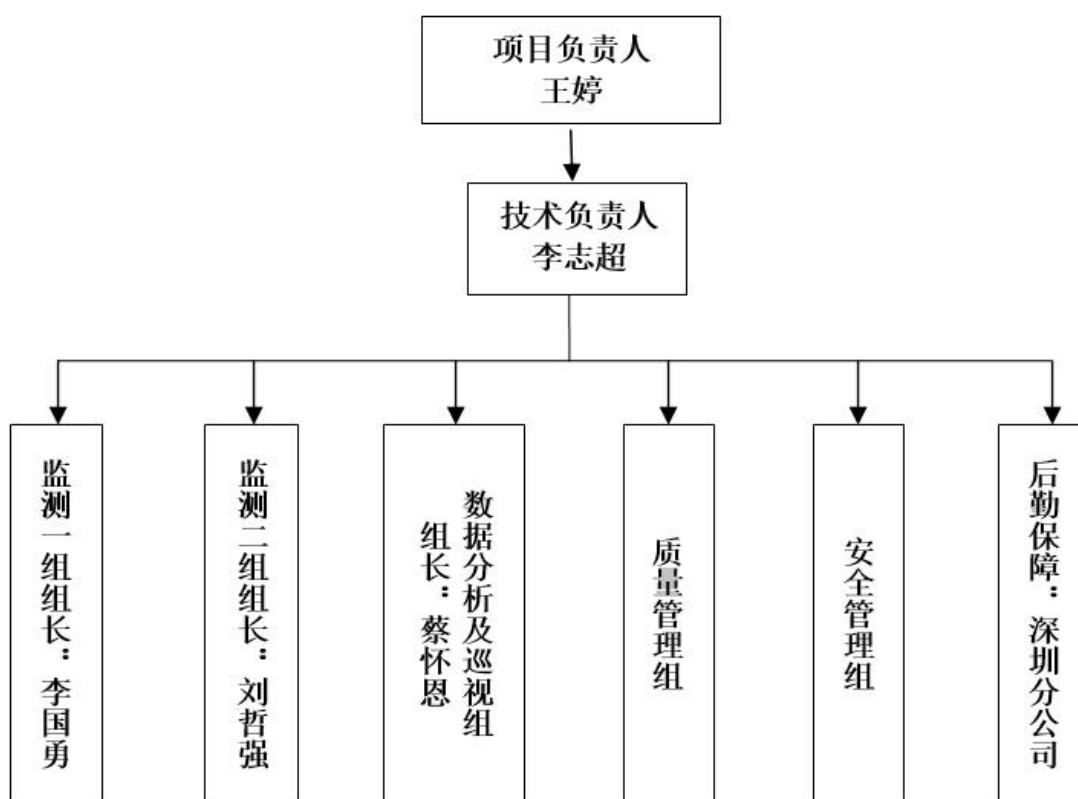 项目负责人
王婷
技术负责人
李志超
监测一组组长：李国勇
监测二组组长：刘哲强
数据分析及巡视组
组长：蔡怀恩
质量管理组
安全管理组
后勤保障：深圳分公司